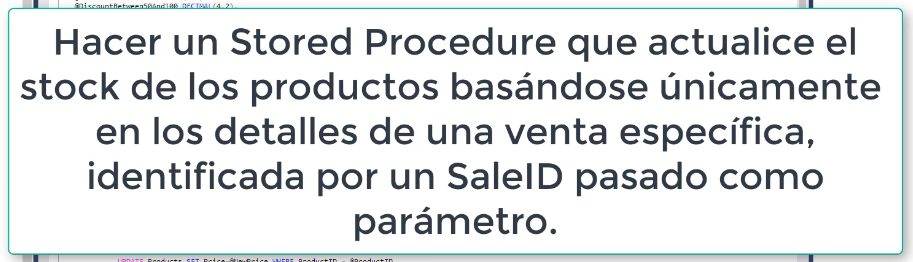 @DiscountBetween50And100 DECIMAL(4,2),
Hacer un Stored Procedure que actualice el
stock de los productos basándose únicamente
en los detalles de una venta específica,
identificada por un SaleID pasado como
parámetro.
UPDATE Products SET Price=@NewPrice WHERE ProductID = @ProductID